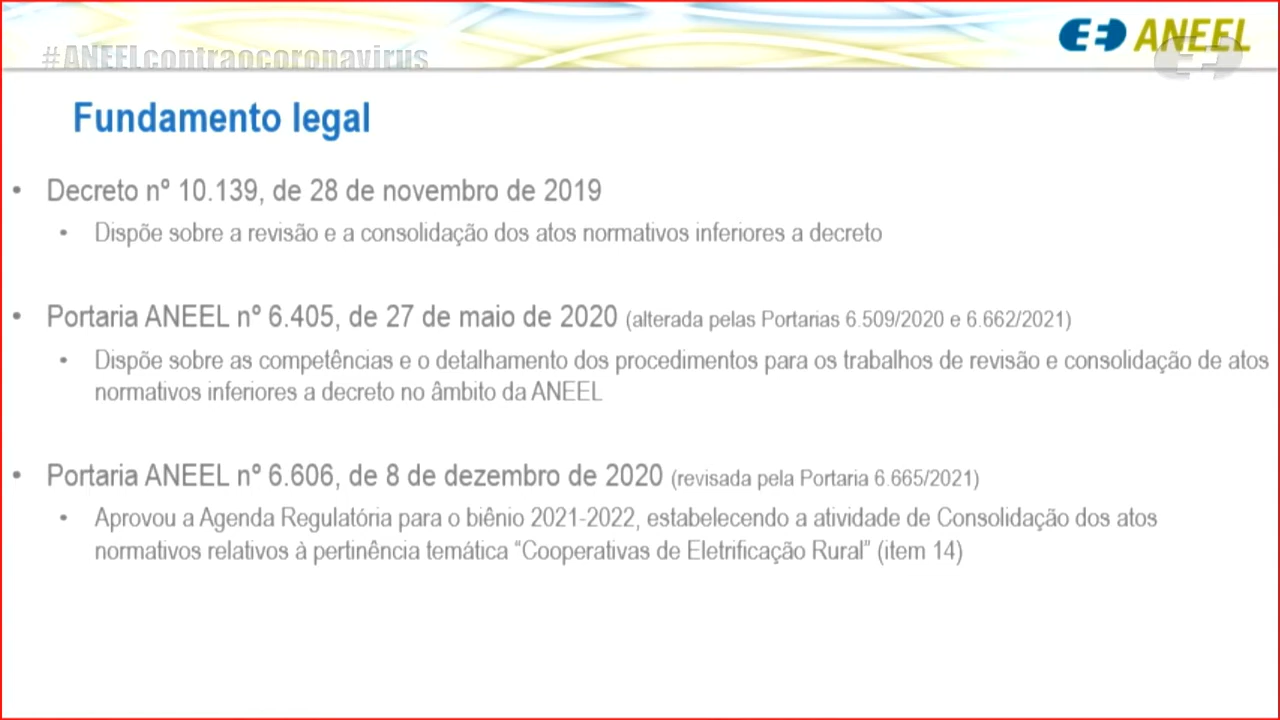 #ANEELcontraocoronavirus
ANEEL
Fundamento legal
• Decreto nº 10.139, de 28 de novembro de 2019
• Dispõe sobre a revisão e a consolidação dos atos normativos inferiores a decreto
• Portaria ANEEL nº 6.405, de 27 de maio de 2020 (alterada pelas Portarias 6.509/2020 e 6.662/2021)
• Dispõe sobre as competências e o detalhamento dos procedimentos para os trabalhos de revisão e consolidação de atos
normativos inferiores a decreto no âmbito da ANEEL
• Portaria ANEEL nº 6.606, de 8 de dezembro de 2020 (revisada pela Portaria 6.665/2021)
• Aprovou a Agenda Regulatória para o biênio 2021-2022, estabelecendo a atividade de Consolidação dos atos
normativos relativos à pertinência temática “Cooperativas de Eletrificação Rural” (item 14)